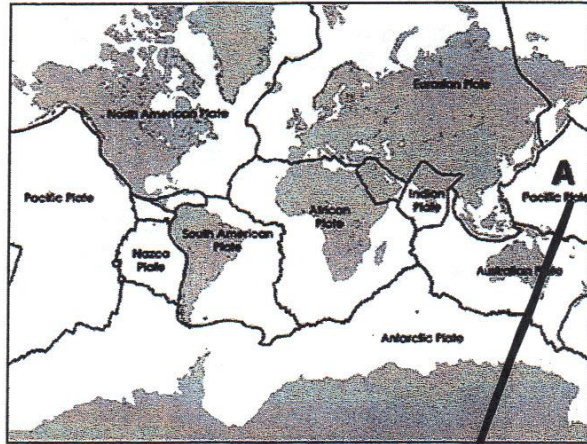 North American Plate
Eurasian Plate
A
Pacific Plate
Pacific Plate
African
Plate
Indian
Plate
South American
Plate
Nazca
Plate
Australian Plate
Antarctic Plate